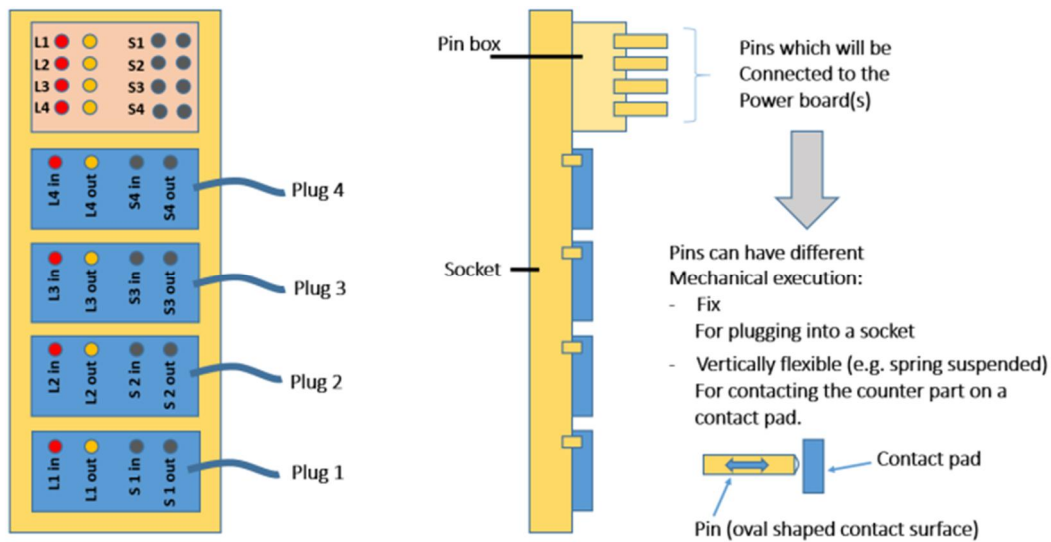 L1
L2
L3
L4
S1
S2
S3
S4
L4 in
L4 out
S4 in
S4 out
Plug 4
L3 in
L3 out
S3 in
S3 out
Plug 3
L2 in
L2 out
S 2 in
S 2 out
Plug 2
L1 in
L1 out
S 1 in
S 1 out
Plug 1
Pin box
Socket
Pins which will be
Connected to the
Power board(s)
Pins can have different
Mechanical execution:
- Fix
For plugging into a socket
- Vertically flexible (e.g. spring suspended)
For contacting the counter part on a
contact pad.
Contact pad
Pin (oval shaped contact surface)